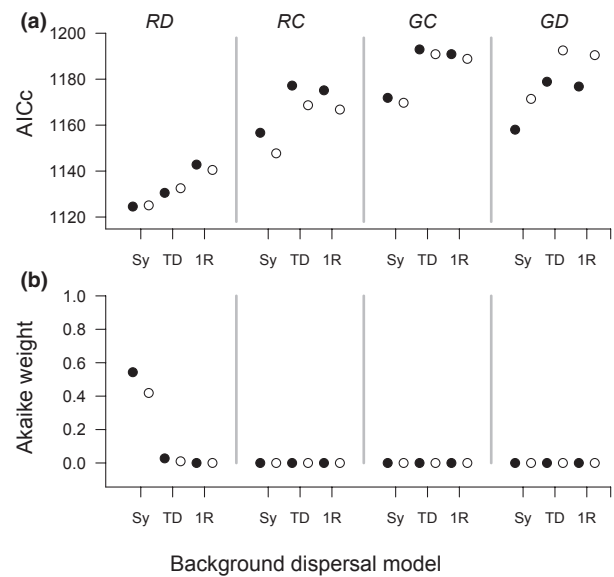 (a) RD RC GC GD
AICc
1200
1180
1160
1140
1120
Sy TD 1R Sy TD 1R Sy TD 1R Sy TD 1R
(b)
Akaike weight
1.0
0.8
0.6
0.4
0.2
0.0
Sy TD 1R Sy TD 1R Sy TD 1R Sy TD 1R
Background dispersal model